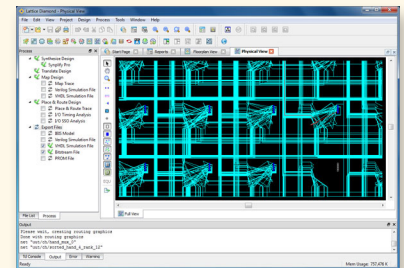 Lattice Diamond - Physical View
File Edit View Project Design Process Tools Window Help
Start Page
Reports
Floorplan View
Physical View
Process
Synthesize Design
Synplify Pro
Translate Design
Map Design
Map Trace
Verilog Simulation File
VHDL Simulation File
Place & Route Design
Place & Route Trace
I/O Timing Analysis
I/O SSO Analysis
Export Files
IBIS Model
Verilog Simulation File
VHDL Simulation File
Bitstream File
PROM File
File List Process
Full View
Output
Please wait, creating routing graphics
Done with routing graphics
Tcl Console Output Error Warning
Ready